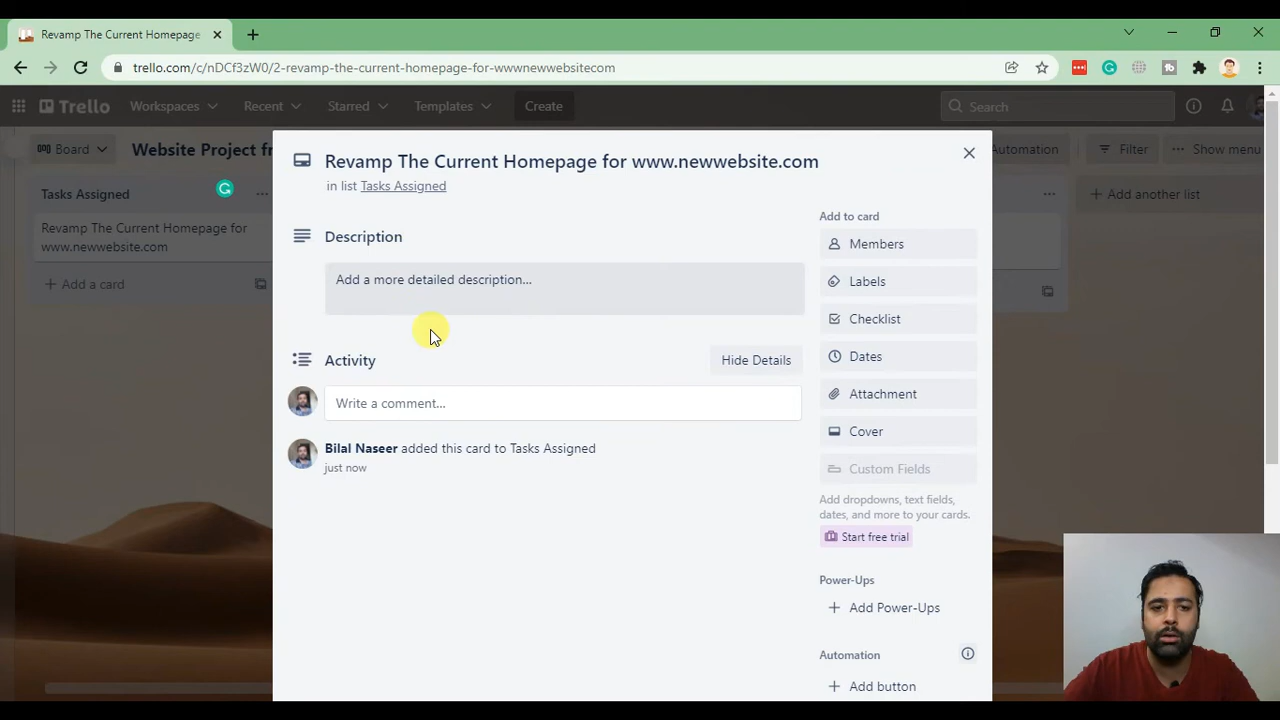 Revamp The Current Homepage
trello.com/c/nDCf3zW0/2-revamp-the-current-homepage-for-wwwnewwebsitecom
Trello
Workspaces
Recent
Starred
Templates
Create
Search
Board
Website Project fr
Automation
Filter
Show menu
Tasks Assigned
Revamp The Current Homepage for
www.newwebsite.com
Add a card
Add another list
Revamp The Current Homepage for www.newwebsite.com
in list Tasks Assigned
Description
Add a more detailed description...
Activity
Hide Details
Write a comment...
Bilal Naseer added this card to Tasks Assigned
just now
Add to card
Members
Labels
Checklist
Dates
Attachment
Cover
Custom Fields
Add dropdowns, text fields,
dates, and more to your cards.
Start free trial
Power-Ups
Add Power-Ups
Automation
Add button